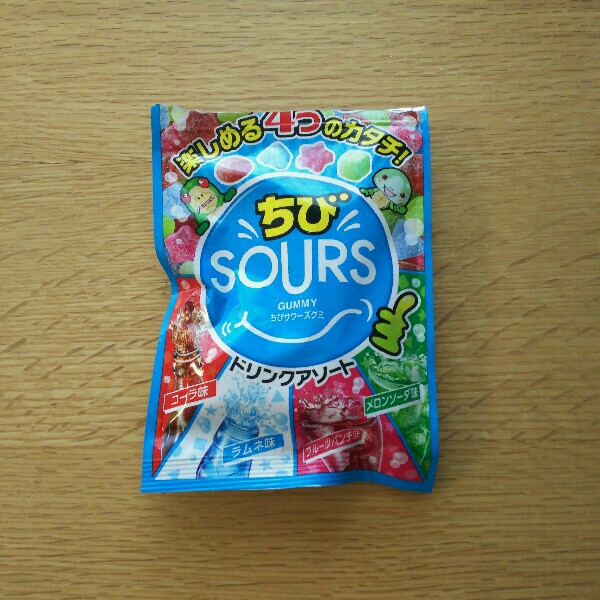 楽しめる4つのカタチ!
ちび
SOURS
GUMMY
ちびサワーズグミ
ドリンクアソート
コーラ味
ラムネ味
フルーツパンチ味
メロンソーダ味